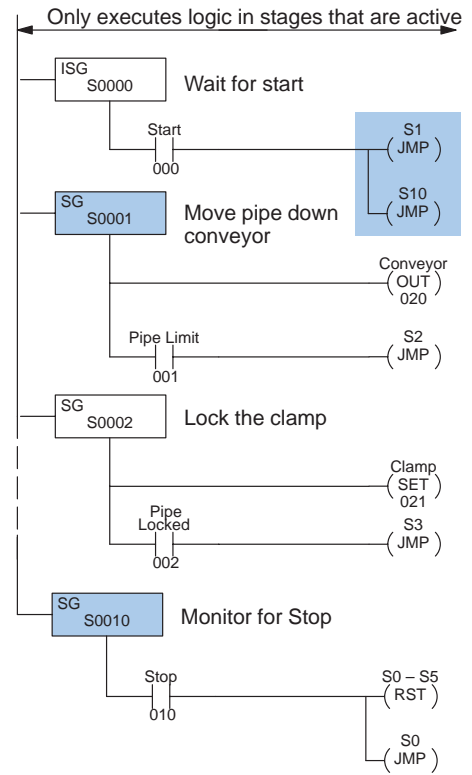 Only executes logic in stages that are active
ISG
S0000
Wait for start
Start
000
S1
JMP
S10
JMP
SG
S0001
Move pipe down
conveyor
Conveyor
OUT
020
Pipe Limit
001
S2
JMP
SG
S0002
Lock the clamp
Clamp
SET
021
Pipe
Locked
002
S3
JMP
SG
S0010
Monitor for Stop
Stop
010
S0 – S5
RST
S0
JMP